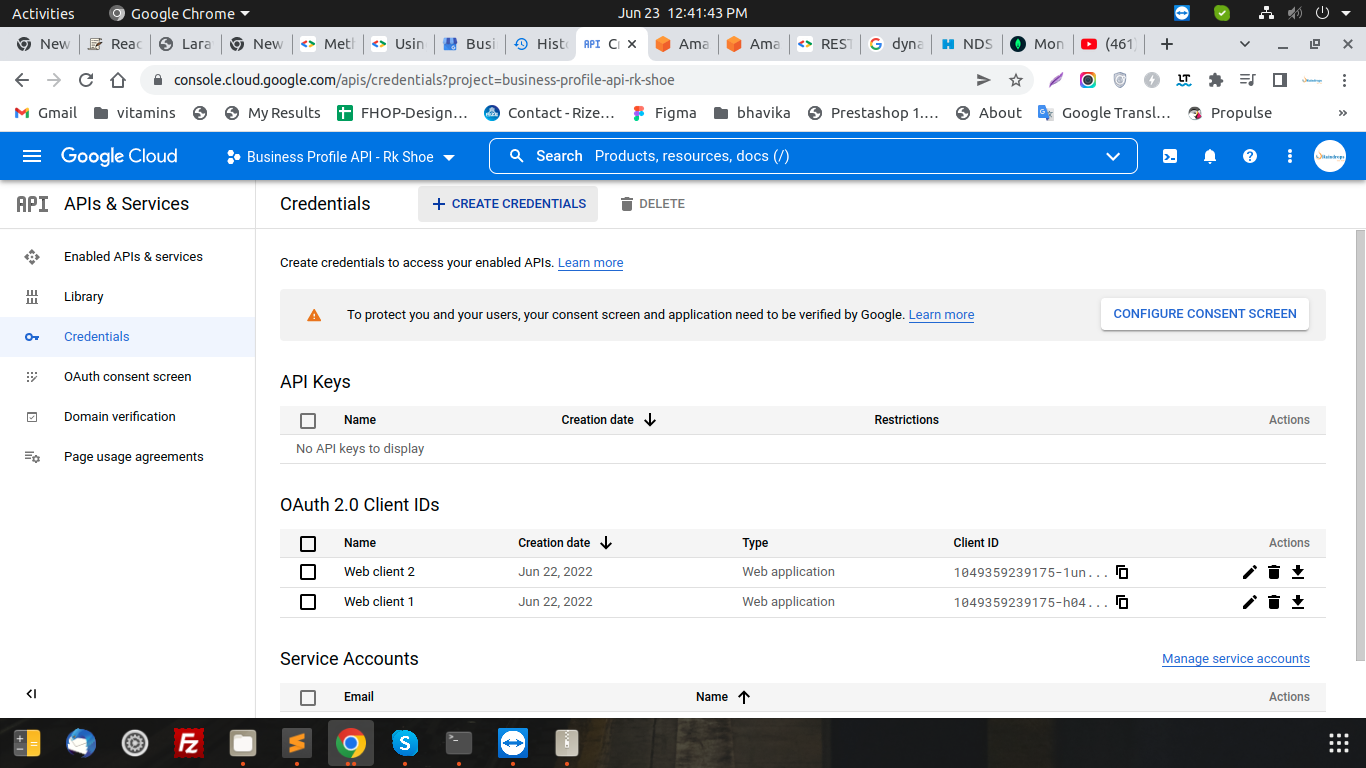 Activities
Google Chrome
Jun 23 12:41:43 PM
New
Reac
Lara
New
Meth
Using
Busi
Histo
API
Cr
Ama
Ama
REST
dyna
NDS
Mon
(461)
console.cloud.google.com/apis/credentials?project=business-profile-api-rk-shoe
LT
Gmail
vitamins
My Results
FHOP-Design...
Contact - Rize...
Figma
bhavika
Prestashop 1....
About
Google Transl...
Propulse
»
Google Cloud
Business Profile API - Rk Shoe
Search Products, resources, docs (/)
API APIs & Services
Credentials
CREATE CREDENTIALS
DELETE
Enabled APIs & services
Library
Credentials
OAuth consent screen
Domain verification
Page usage agreements
Create credentials to access your enabled APIs. Learn more
To protect you and your users, your consent screen and application need to be verified by Google. Learn more
CONFIGURE CONSENT SCREEN
API Keys
Name Creation date Restrictions Actions
No API keys to display
OAuth 2.0 Client IDs
Name Creation date Type Client ID Actions
Web client 2 Jun 22, 2022 Web application 1049359239175-1un...
Web client 1 Jun 22, 2022 Web application 1049359239175-h04...
Service Accounts
Manage service accounts
Email Name Actions